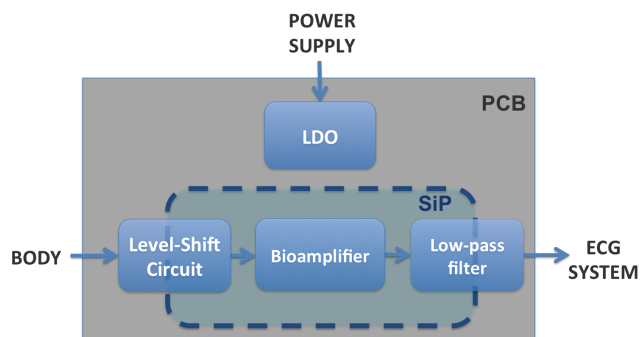 POWER
SUPPLY
PCB
LDO
SiP
BODY
Level-Shift
Circuit
Bioamplifier
Low-pass
filter
ECG
SYSTEM